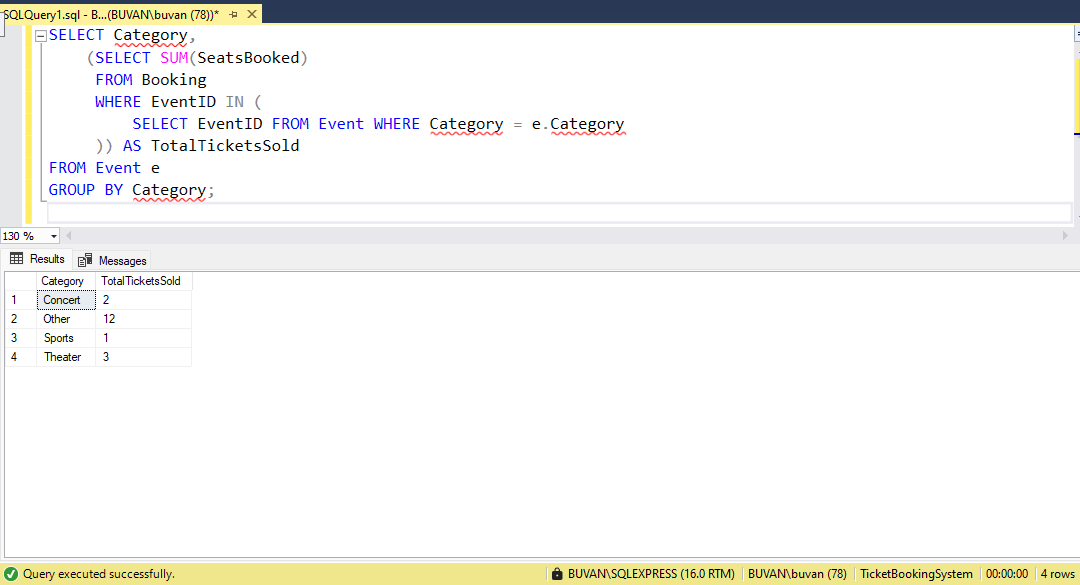 SQLQuery1.sql - B...(BUVAN\buvan (78))*
SELECT Category,
(SELECT SUM(SeatsBooked)
FROM Booking
WHERE EventID IN (
SELECT EventID FROM Event WHERE Category = e.Category
)) AS TotalTicketsSold
FROM Event e
GROUP BY Category;
130 %
Results Messages
Category TotalTicketsSold
1 Concert 2
2 Other 12
3 Sports 1
4 Theater 3
Query executed successfully. BUVAN\SQLEXPRESS (16.0 RTM) BUVAN\buvan (78) TicketBookingSystem 00:00:00 4 rows